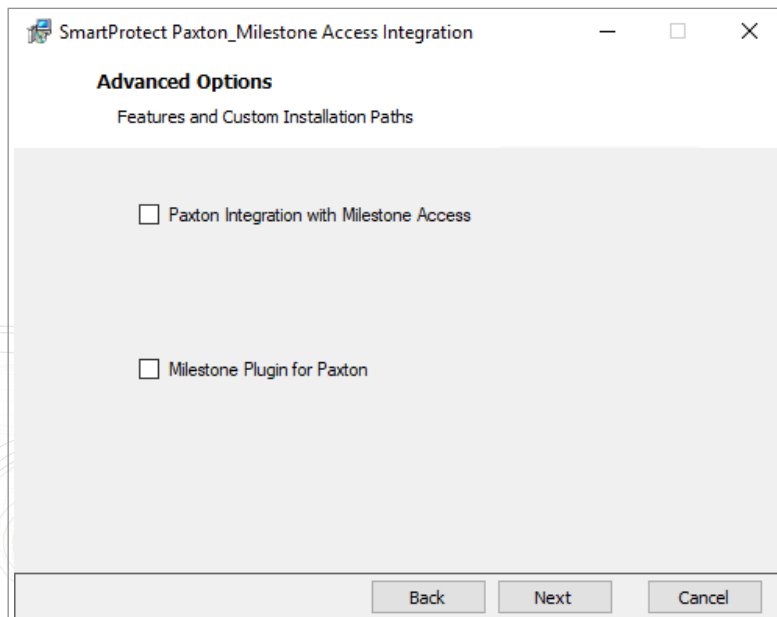 SmartProtect Paxton_Milestone Access Integration
Advanced Options
Features and Custom Installation Paths
Paxton Integration with Milestone Access
Milestone Plugin for Paxton
Back Next Cancel